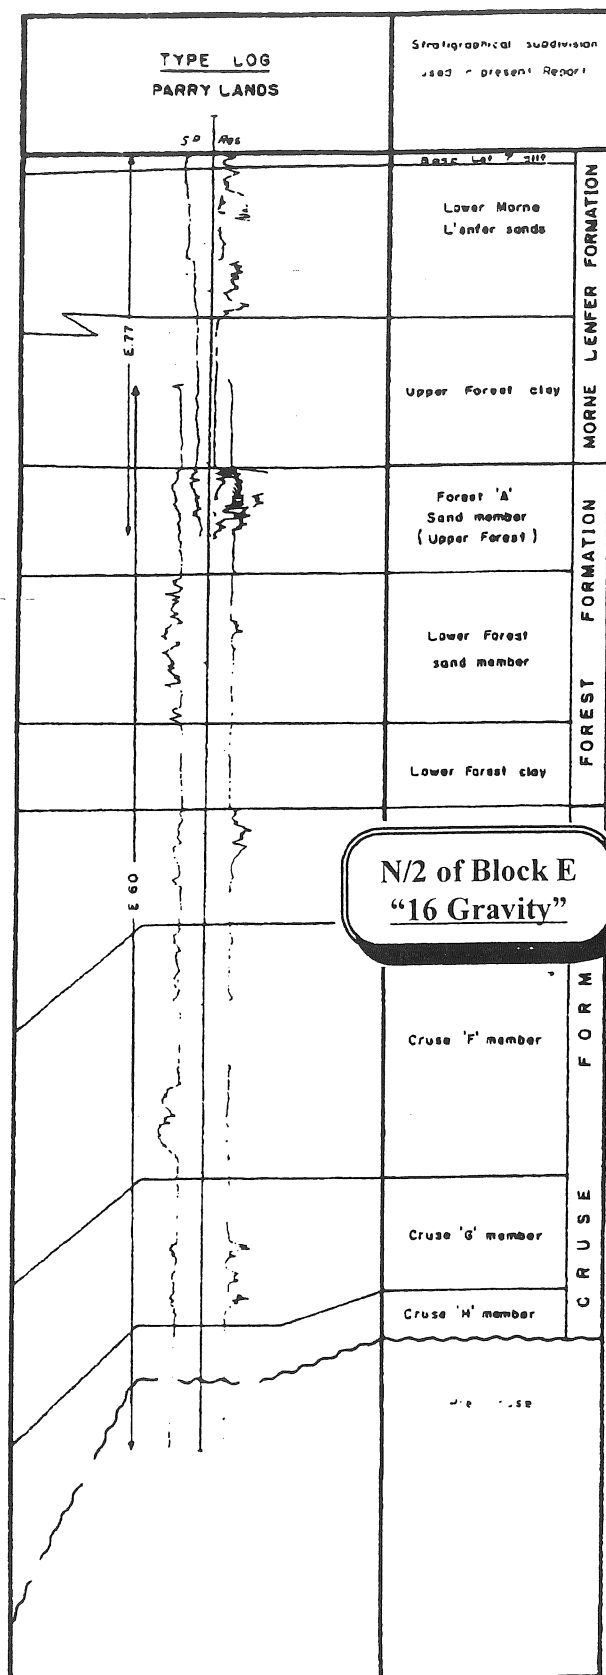 TYPE LOG
PARRY LANDS
Stratigraphical subdivision
used present Report
SP Res
Lower Morne
L'enfer sands
MORNE LENFER FORMATION
E.77
Upper Forest clay
Forest 'A'
Sand member
(Upper Forest)
FOREST FORMATION
Lower Forest
sand member
Lower Forest clay
E 60
N/2 of Block E
“16 Gravity”
CRUSE FORM
Cruse 'F' member
Cruse 'G' member
Cruse 'H' member